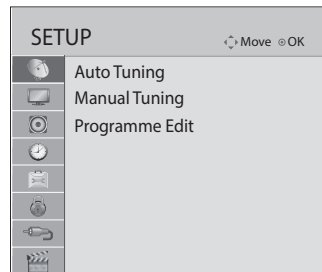 SETUP
Move OK
Auto Tuning
Manual Tuning
Programme Edit